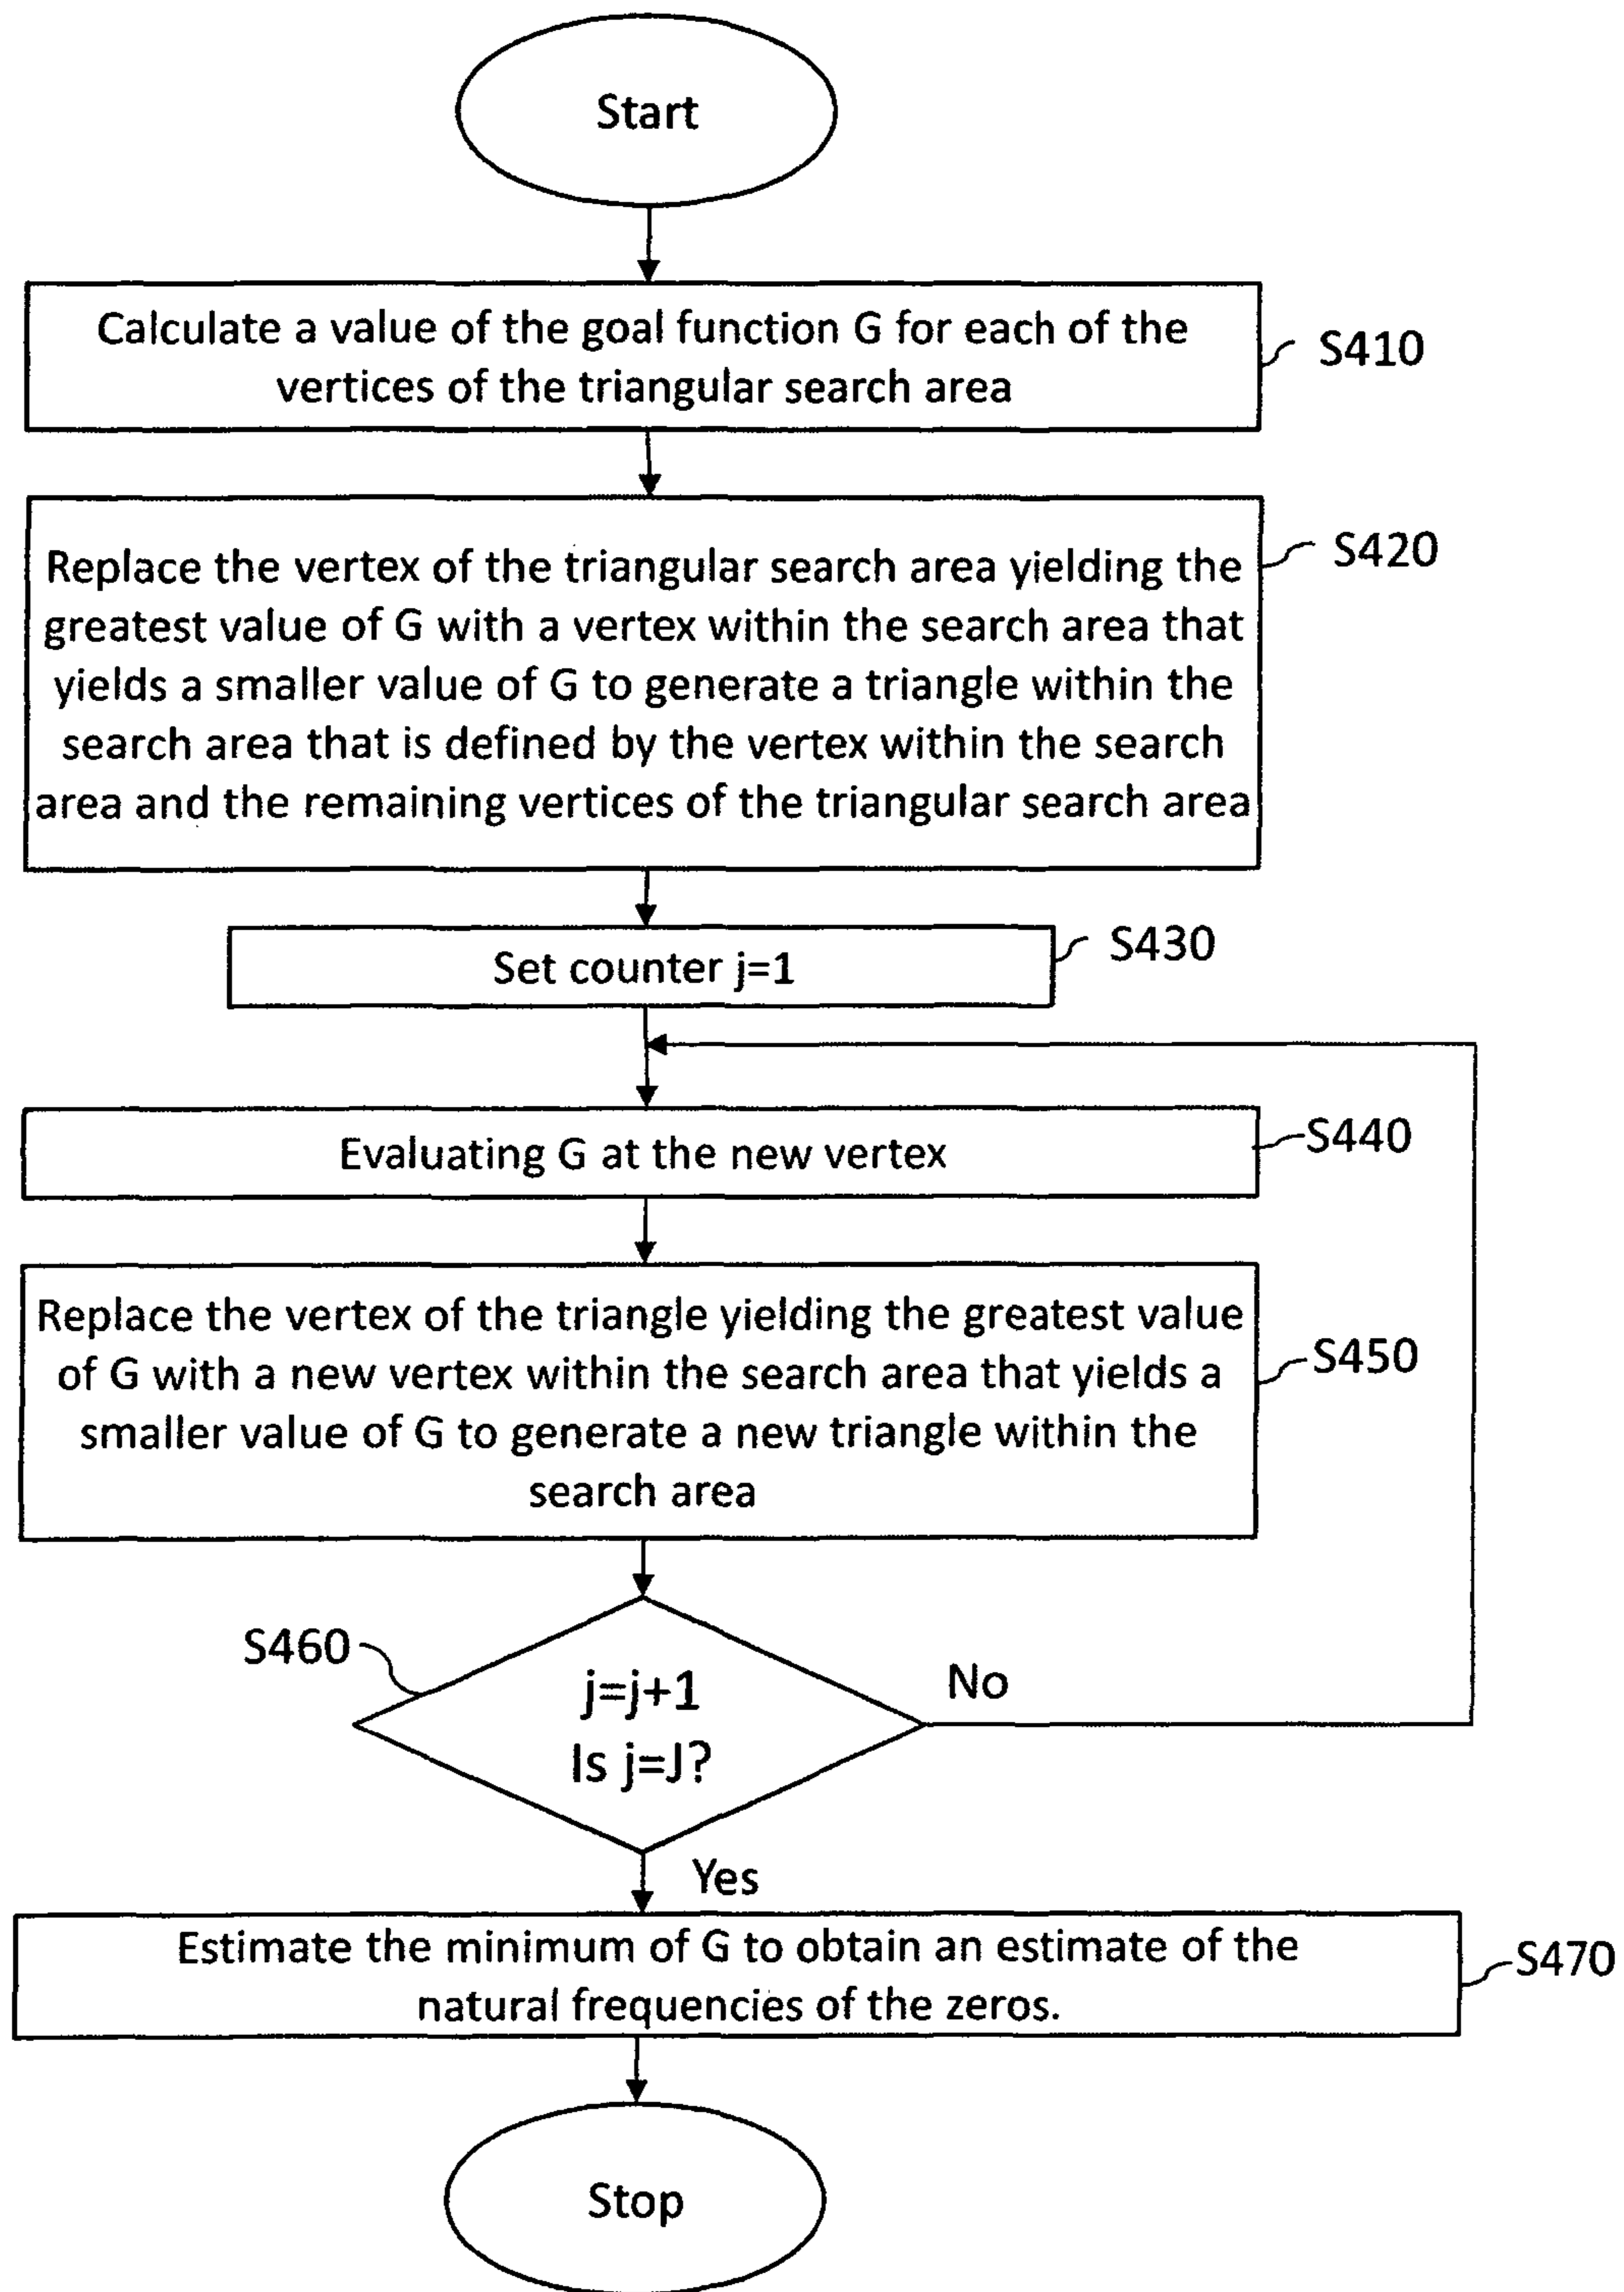 Start
Calculate a value of the goal function G for each of the
vertices of the triangular search area
S410
Replace the vertex of the triangular search area yielding the
greatest value of G with a vertex within the search area that
yields a smaller value of G to generate a triangle within the
search area that is defined by the vertex within the search
area and the remaining vertices of the triangular search area
S420
Set counter j=1
S430
Evaluating G at the new vertex
S440
Replace the vertex of the triangle yielding the greatest value
of G with a new vertex within the search area that yields a
smaller value of G to generate a new triangle within the
search area
S450
S460
j=j+1
Is j=J?
No
Yes
Estimate the minimum of G to obtain an estimate of the
natural frequencies of the zeros.
S470
Stop